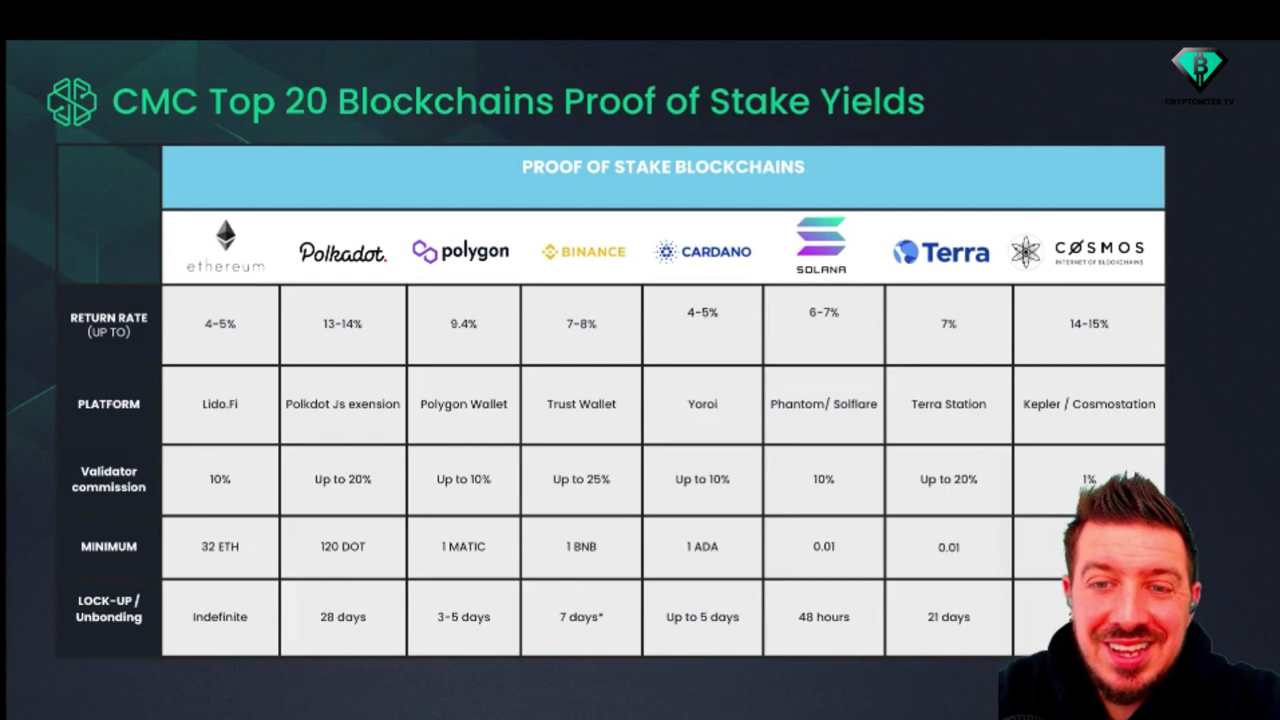 CMC Top 20 Blockchains Proof of Stake Yields
CRYPTONITES TV
PROOF OF STAKE BLOCKCHAINS
ethereum Polkadot. polygon BINANCE CARDANO SOLANA Terra CØSMOS
INTERNET OF BLOCKCHAINS
RETURN RATE (UP TO) 4-5% 13-14% 9.4% 7-8% 4-5% 6-7% 7% 14-15%
PLATFORM Lido.Fi Polkdot Js exension Polygon Wallet Trust Wallet Yoroi Phantom/ Solflare Terra Station Kepler / Cosmostation
Validator commission 10% Up to 20% Up to 10% Up to 25% Up to 10% 10% Up to 20% 1%
MINIMUM 32 ETH 120 DOT 1 MATIC 1 BNB 1 ADA 0.01 0.01
LOCK-UP / Unbonding Indefinite 28 days 3-5 days 7 days* Up to 5 days 48 hours 21 days